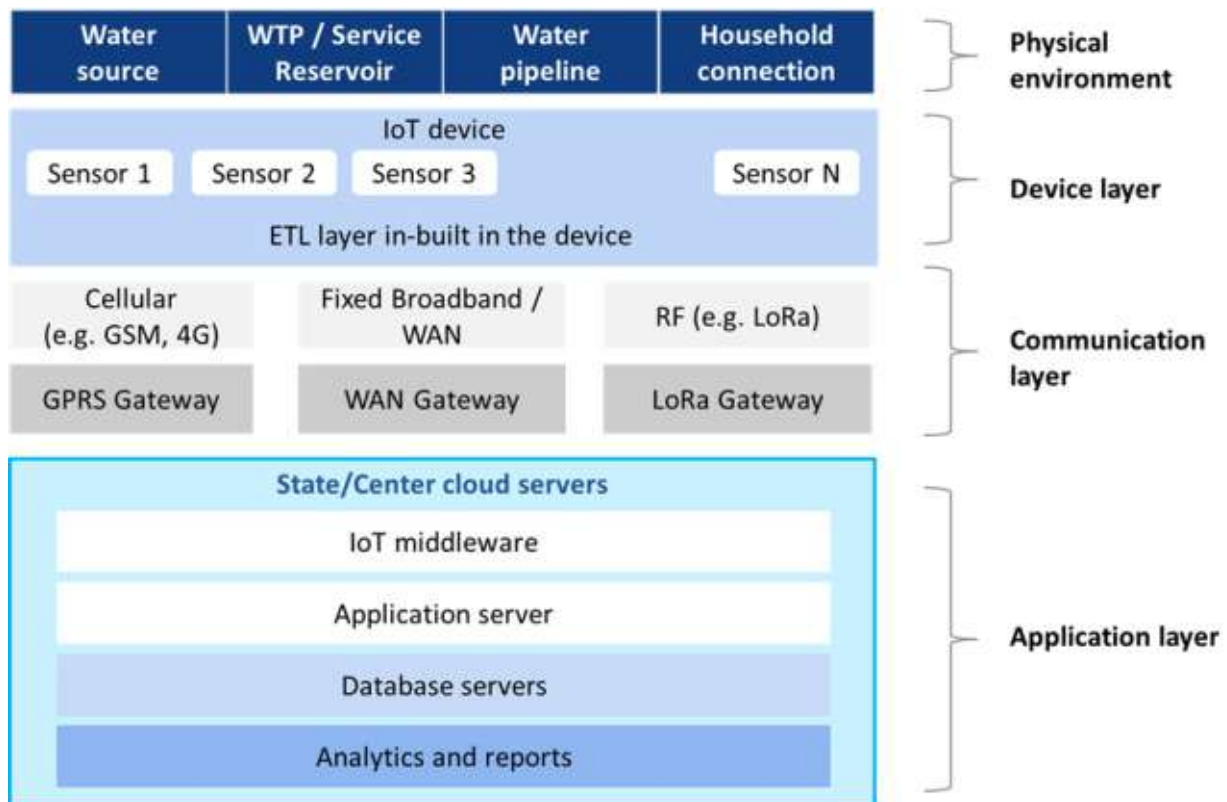 Water
source
WTP / Service
Reservoir
Water
pipeline
Household
connection
Physical
environment
IoT device
Sensor 1
Sensor 2
Sensor 3
Sensor N
ETL layer in-built in the device
Device layer
Cellular
(e.g. GSM, 4G)
Fixed Broadband /
WAN
RF (e.g. LoRa)
GPRS Gateway
WAN Gateway
LoRa Gateway
Communication
layer
State/Center cloud servers
IoT middleware
Application server
Database servers
Analytics and reports
Application layer